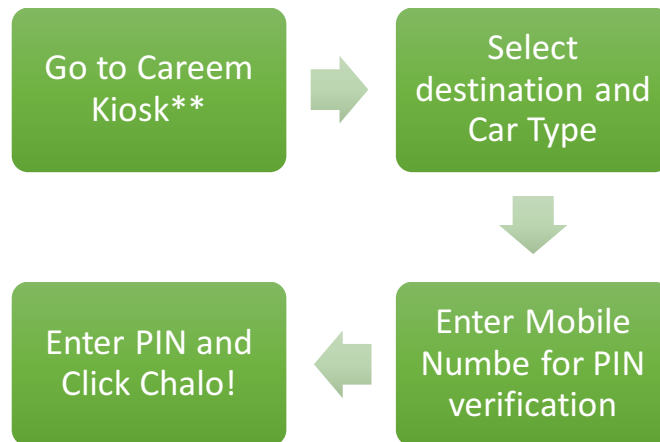 Go to Careem
Kiosk**
Select
destination and
Car Type
Enter Mobile
Numbe for PIN
verification
Enter PIN and
Click Chalo!